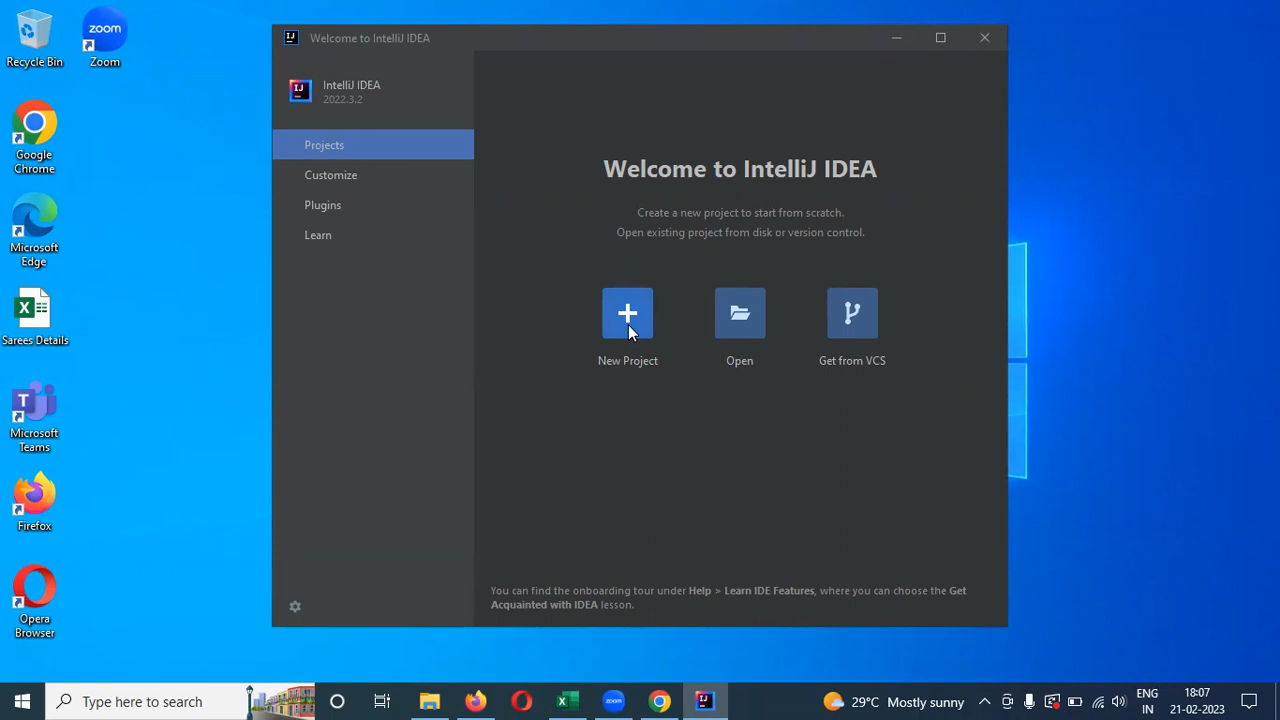 Recycle Bin
zoom
Zoom
Google
Chrome
Microsoft
Edge
Sarees Details
Microsoft
Teams
Firefox
Opera
Browser
Welcome to IntelliJ IDEA
IntelliJ IDEA
2022.3.2
Projects
Customize
Plugins
Learn
Welcome to IntelliJ IDEA
Create a new project to start from scratch.
Open existing project from disk or version control.
New Project
Open
Get from VCS
You can find the onboarding tour under Help > Learn IDE Features, where you can choose the Get
Acquainted with IDEA lesson.
Type here to search
zoom
29°C Mostly sunny
ENG
IN
18:07
21-02-2023